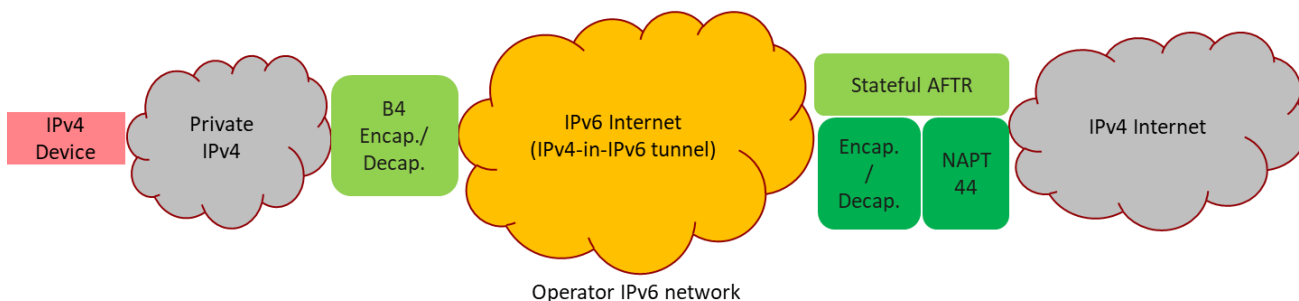 IPv4
Device
Private
IPv4
B4
Encap./
Decap.
IPv6 Internet
(IPv4-in-IPv6 tunnel)
Operator IPv6 network
Stateful AFTR
Encap.
/
Decap.
NAPT
44
IPv4 Internet